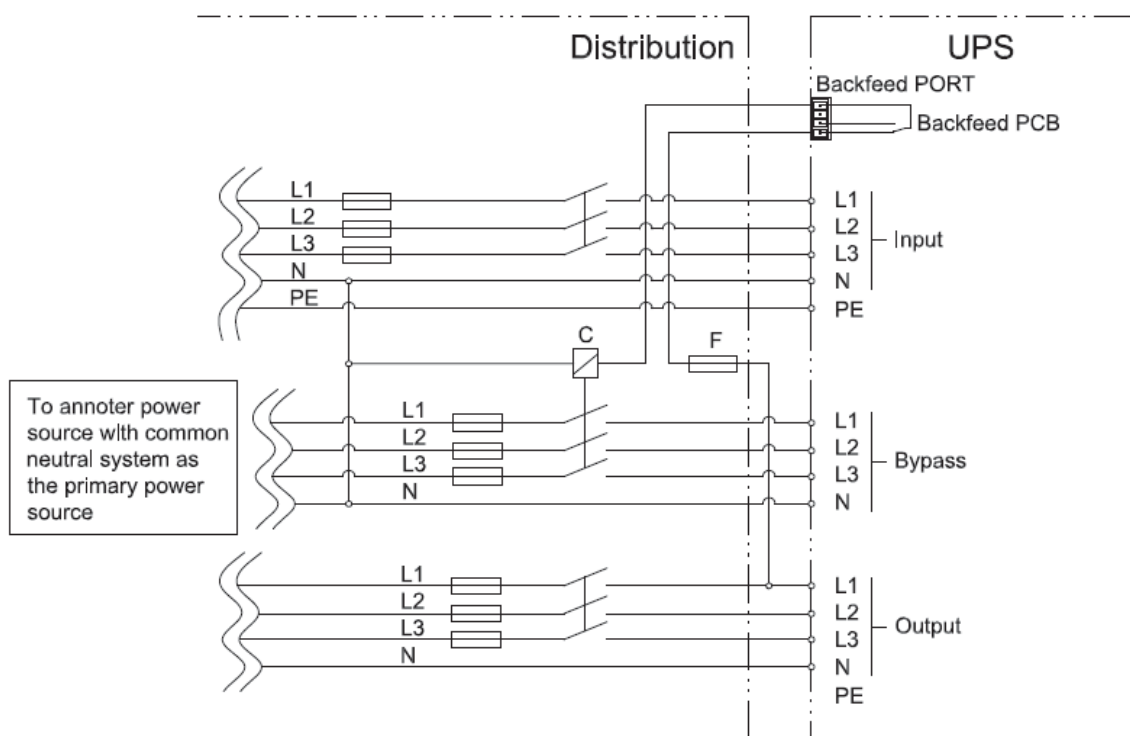 Distribution
UPS
Backfeed PORT
Backfeed PCB
L1
L2
L3
N
PE
L1
L2
L3
N
PE
Input
C
F
To annoter power
source with common
neutral system as
the primary power
source
L1
L2
L3
N
L1
L2
L3
N
Bypass
L1
L2
L3
N
L1
L2
L3
N
PE
Output